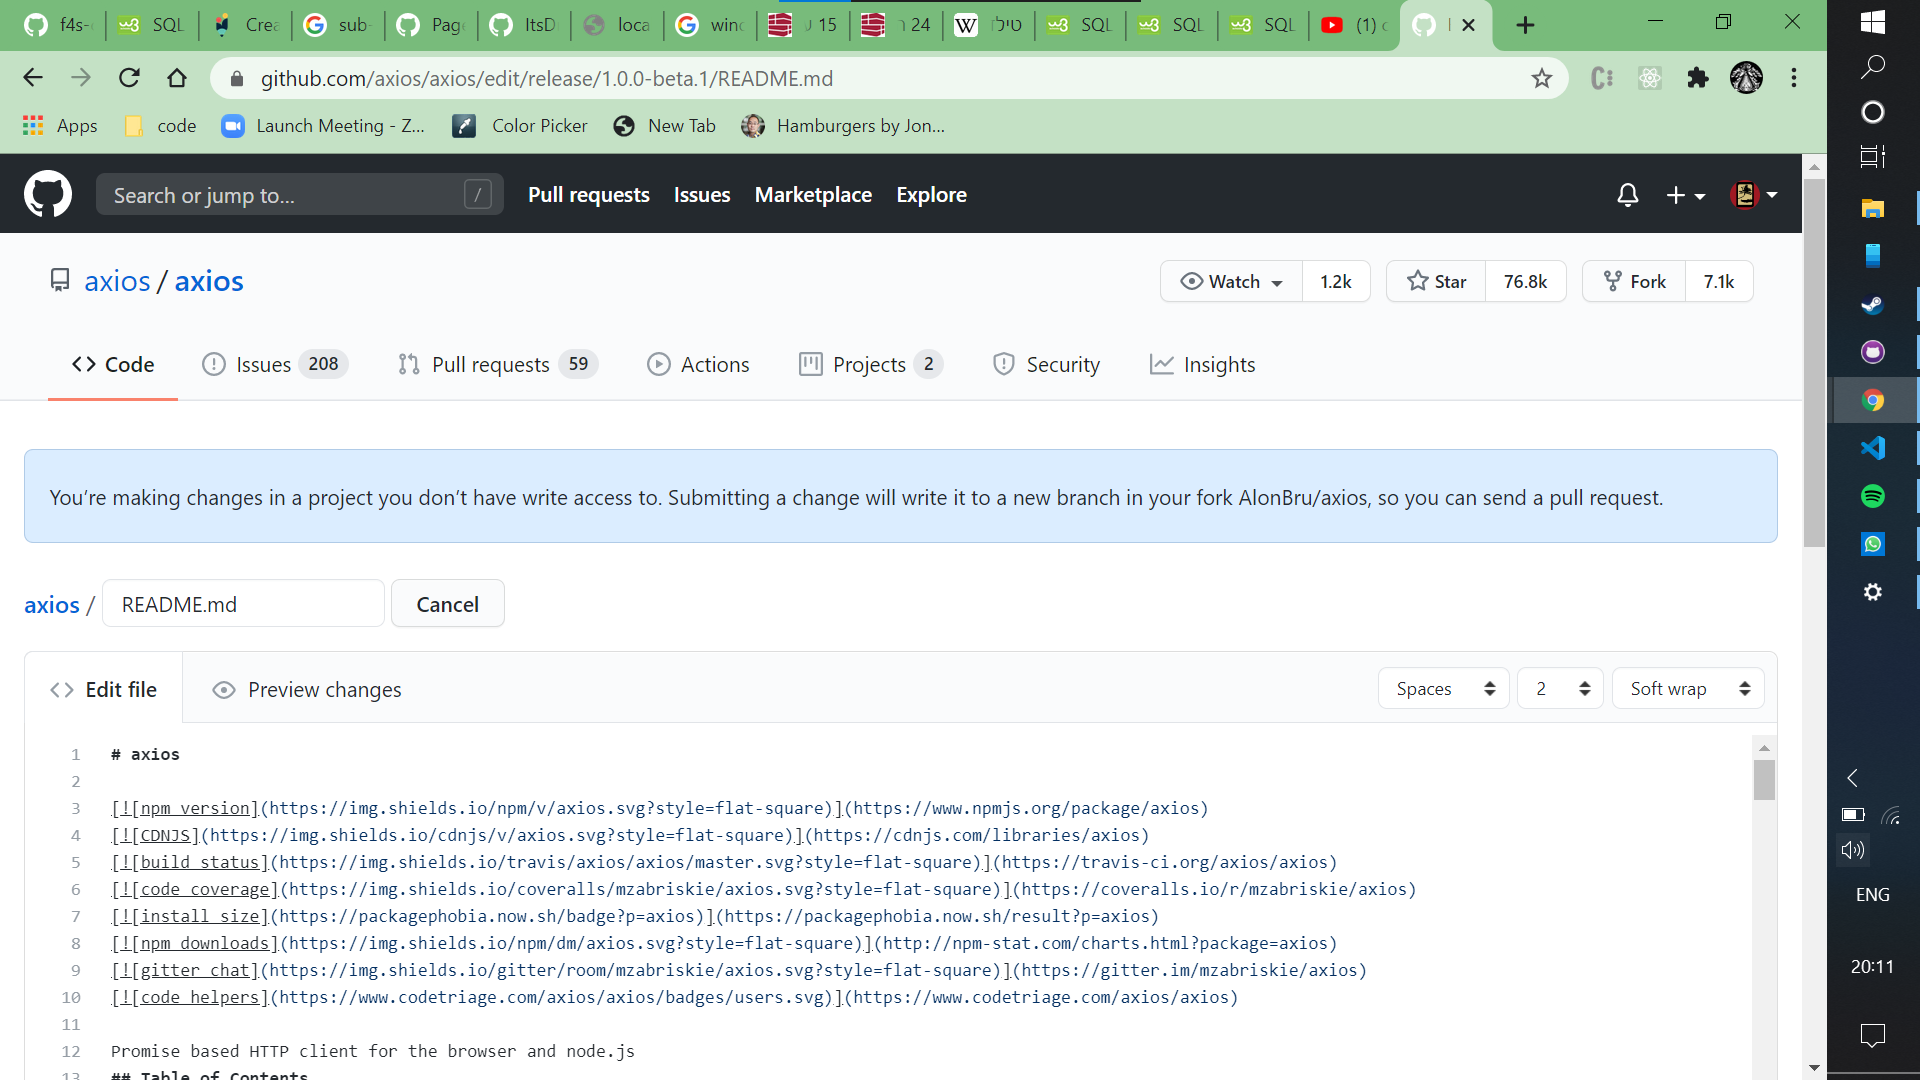 f4s-
SQL
Crea
sub-
Page
ItsD
loca
wind
15
24
טיל
SQL
SQL
SQL
(1)
github.com/axios/axios/edit/release/1.0.0-beta.1/README.md
Apps
code
Launch Meeting - Z...
Color Picker
New Tab
Hamburgers by Jon...
Search or jump to...
/
Pull requests
Issues
Marketplace
Explore
axios / axios
Watch
1.2k
Star
76.8k
Fork
7.1k
Code
Issues 208
Pull requests 59
Actions
Projects 2
Security
Insights
You’re making changes in a project you don’t have write access to. Submitting a change will write it to a new branch in your fork AlonBru/axios, so you can send a pull request.
axios / README.md
Cancel
Edit file
Preview changes
Spaces
2
Soft wrap
1 # axios
2
3 [![npm version](https://img.shields.io/npm/v/axios.svg?style=flat-square)](https://www.npmjs.org/package/axios)
4 [![CDNJS](https://img.shields.io/cdnjs/v/axios.svg?style=flat-square)](https://cdnjs.com/libraries/axios)
5 [![build status](https://img.shields.io/travis/axios/axios/master.svg?style=flat-square)](https://travis-ci.org/axios/axios)
6 [![code coverage](https://img.shields.io/coveralls/mzabriskie/axios.svg?style=flat-square)](https://coveralls.io/r/mzabriskie/axios)
7 [![install size](https://packagephobia.now.sh/badge?p=axios)](https://packagephobia.now.sh/result?p=axios)
8 [![npm downloads](https://img.shields.io/npm/dm/axios.svg?style=flat-square)](http://npm-stat.com/charts.html?package=axios)
9 [![gitter chat](https://img.shields.io/gitter/room/mzabriskie/axios.svg?style=flat-square)](https://gitter.im/mzabriskie/axios)
10 [![code helpers](https://www.codetriage.com/axios/axios/badges/users.svg)](https://www.codetriage.com/axios/axios)
11
12 Promise based HTTP client for the browser and node.js
13 ## Table of Contents
ENG
20:11